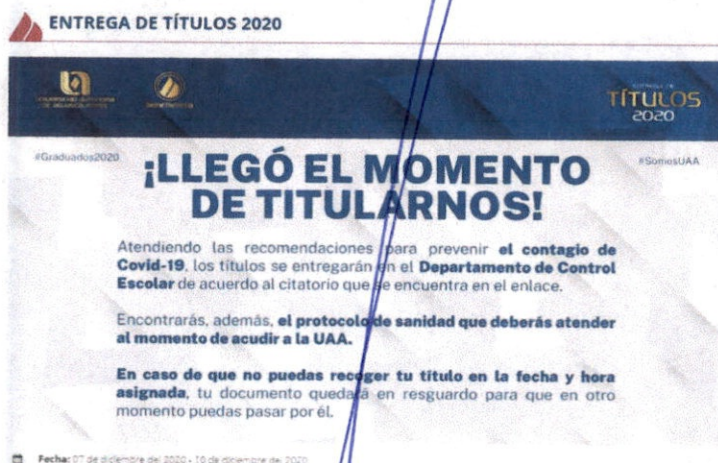 ENTREGA DE TÍTULOS 2020
TÍTULOS
2020
#Graduados2020
#SomosUAA
¡LLEGÓ EL MOMENTO
DE TITULARNOS!
Atendiendo las recomendaciones para prevenir el contagio de
Covid-19, los títulos se entregarán en el Departamento de Control
Escolar de acuerdo al citatorio que se encuentra en el enlace.
Encontrarás, además, el protocolo de sanidad que deberás atender
al momento de acudir a la UAA.
En caso de que no puedas recoger tu título en la fecha y hora
asignada, tu documento quedará en resguardo para que en otro
momento puedas pasar por él.
Fecha: 07 de diciembre del 2020 - 10 de diciembre del 2020